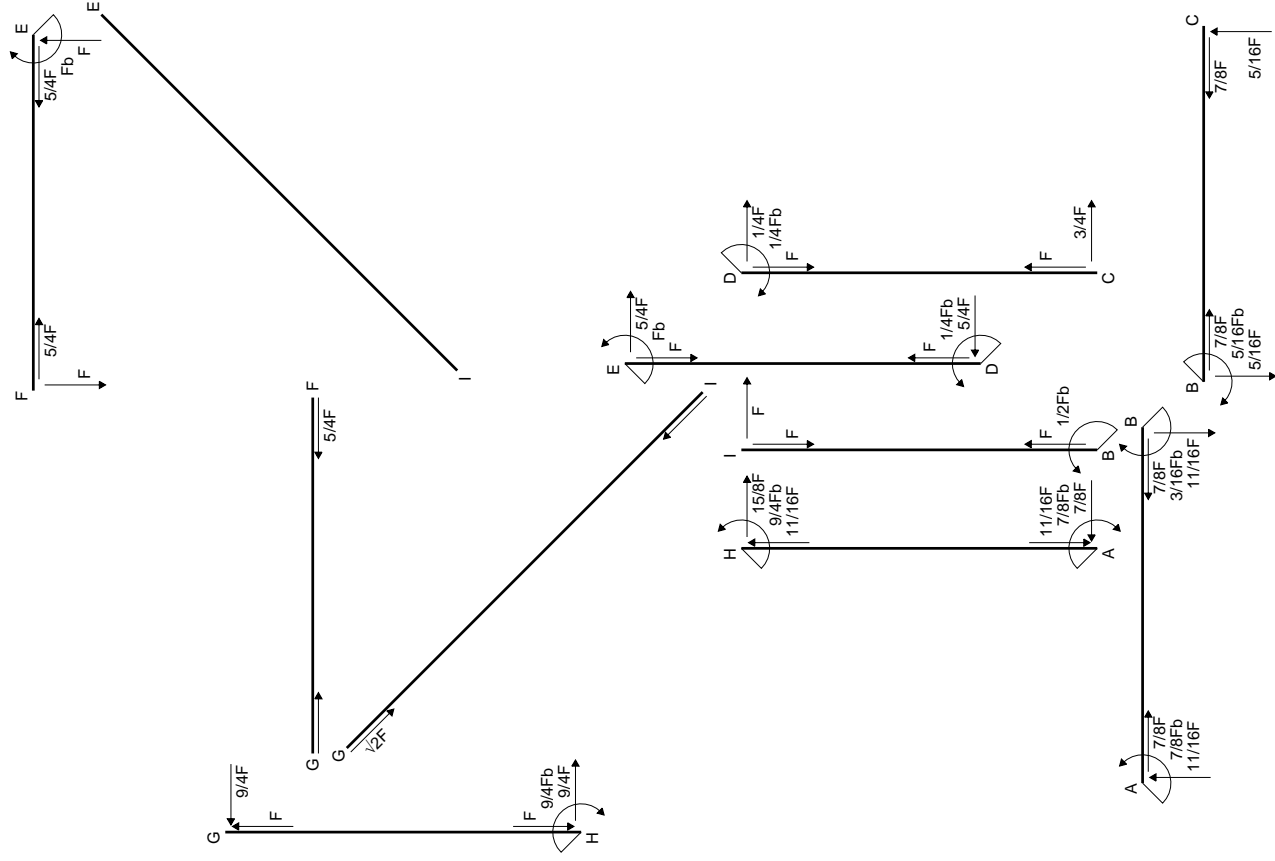 E
E
5/4F
Fb
F
F
5/4F
F
I
F
5/4F
G
G
√2F
I
G
9/4F
F
F
9/4Fb
9/4F
H
E
5/4F
Fb
F
F
1/4Fb
5/4F
D
D
1/4F
1/4Fb
F
F
3/4F
C
I
F
F
F
1/2Fb
B
H
15/8F
9/4Fb
11/16F
11/16F
7/8Fb
7/8F
A
C
7/8F
5/16F
B
7/8F
5/16Fb
5/16F
B
7/8F
3/16Fb
11/16F
A
7/8F
7/8Fb
11/16F